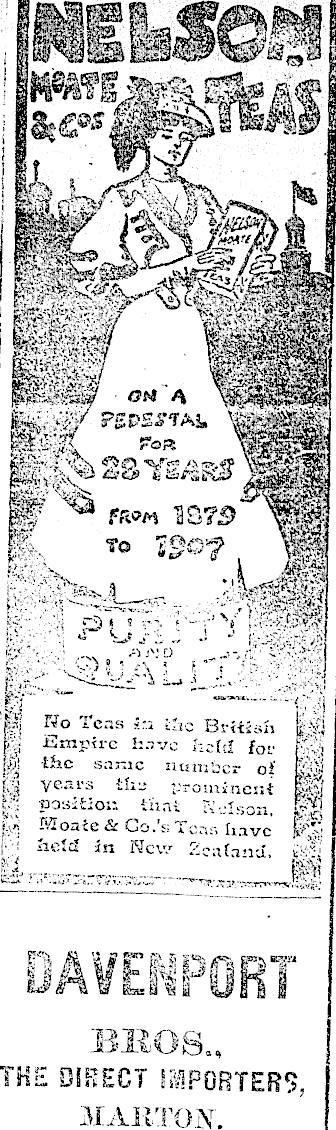 NELSON
MOATE
& COS
TEAS
NELSON
MOATE
ON A
PEDESTAL
FOR
28 YEARS
FROM 1879
TO 1907
PURITY
AND
QUALITY
No Teas in the British
Empire have held for
the same number of
years the prominent
position that Nelson,
Moate & Co.'s Teas have
held in New Zealand.
DAVENPORT
BROS.,
THE DIRECT IMPORTERS,
MARTON.